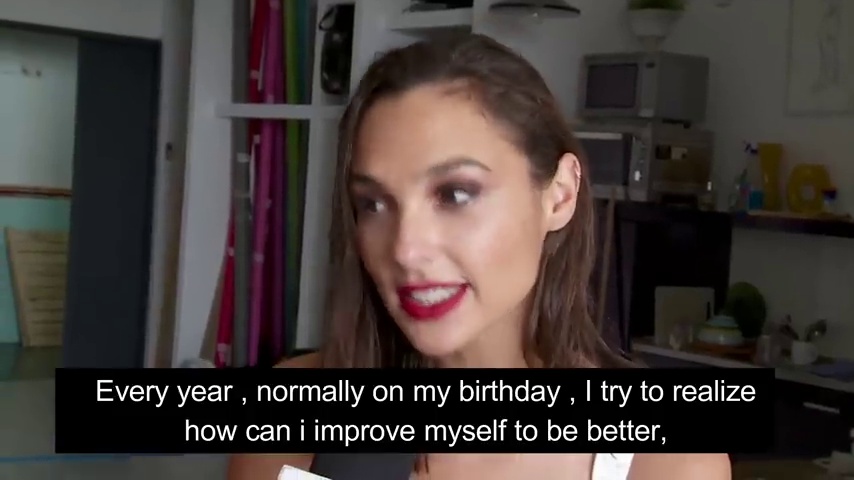 Every year , normally on my birthday , I try to realize
how can i improve myself to be better,